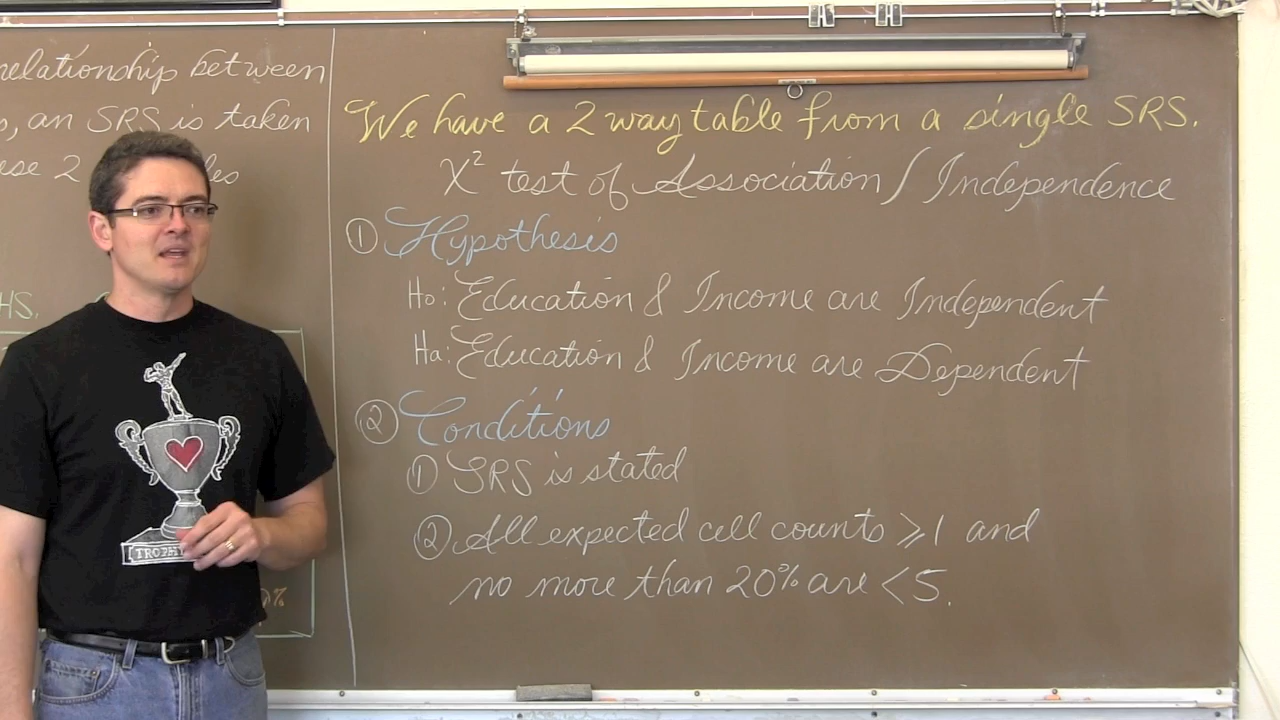 relationship between
, an SRS is taken
ese 2
HS.
%
We have a 2 way table from a single SRS.
X² test of Association / Independence
① Hypothesis
Ho: Education & Income are Independent
Ha: Education & Income are Dependent
② Conditions
① SRS is stated
② All expected cell counts ⩾ 1 and
no more than 20% are < 5.
TROPHY